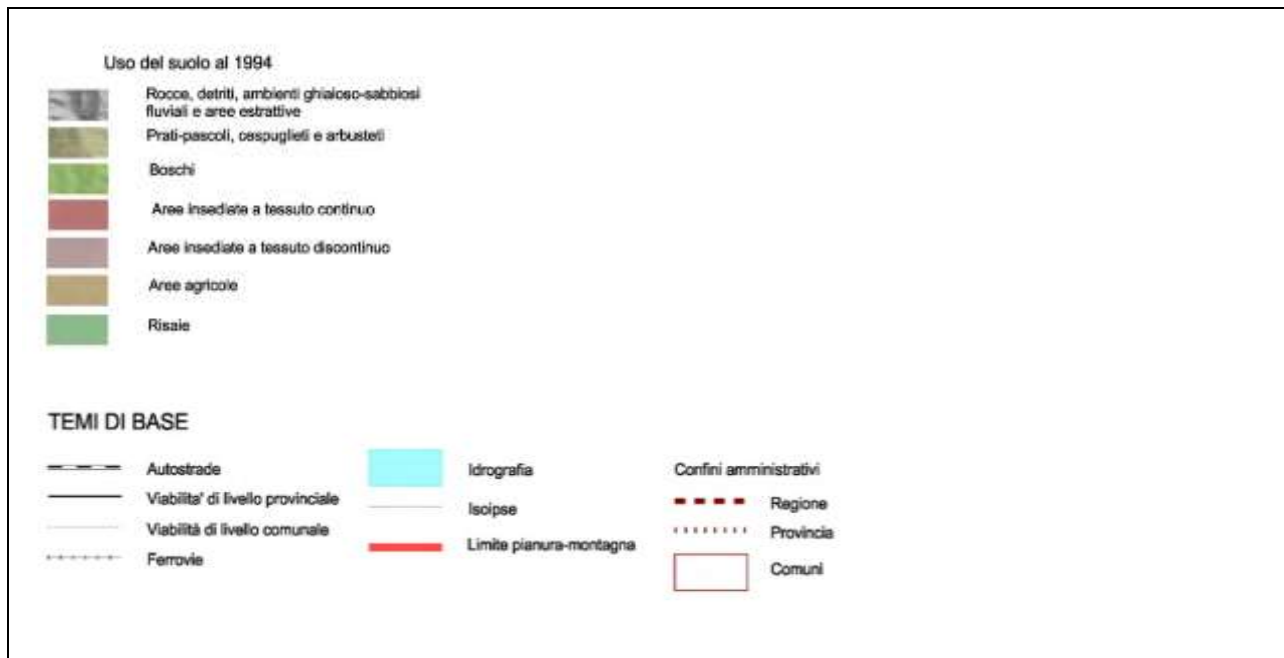 Uso del suolo al 1994
Rocce, detriti, ambienti ghiaioso-sabbiosi
fluviali e aree estrattive
Prati-pascoli, cespuglieti e arbusteti
Boschi
Aree insediate a tessuto continuo
Aree insediate a tessuto discontinuo
Aree agricole
Risaie
TEMI DI BASE
Autostrade
Viabilita' di livello provinciale
Viabilità di livello comunale
Ferrovie
Idrografia
Isoipse
Limite pianura-montagna
Confini amministrativi
Regione
Provincia
Comuni